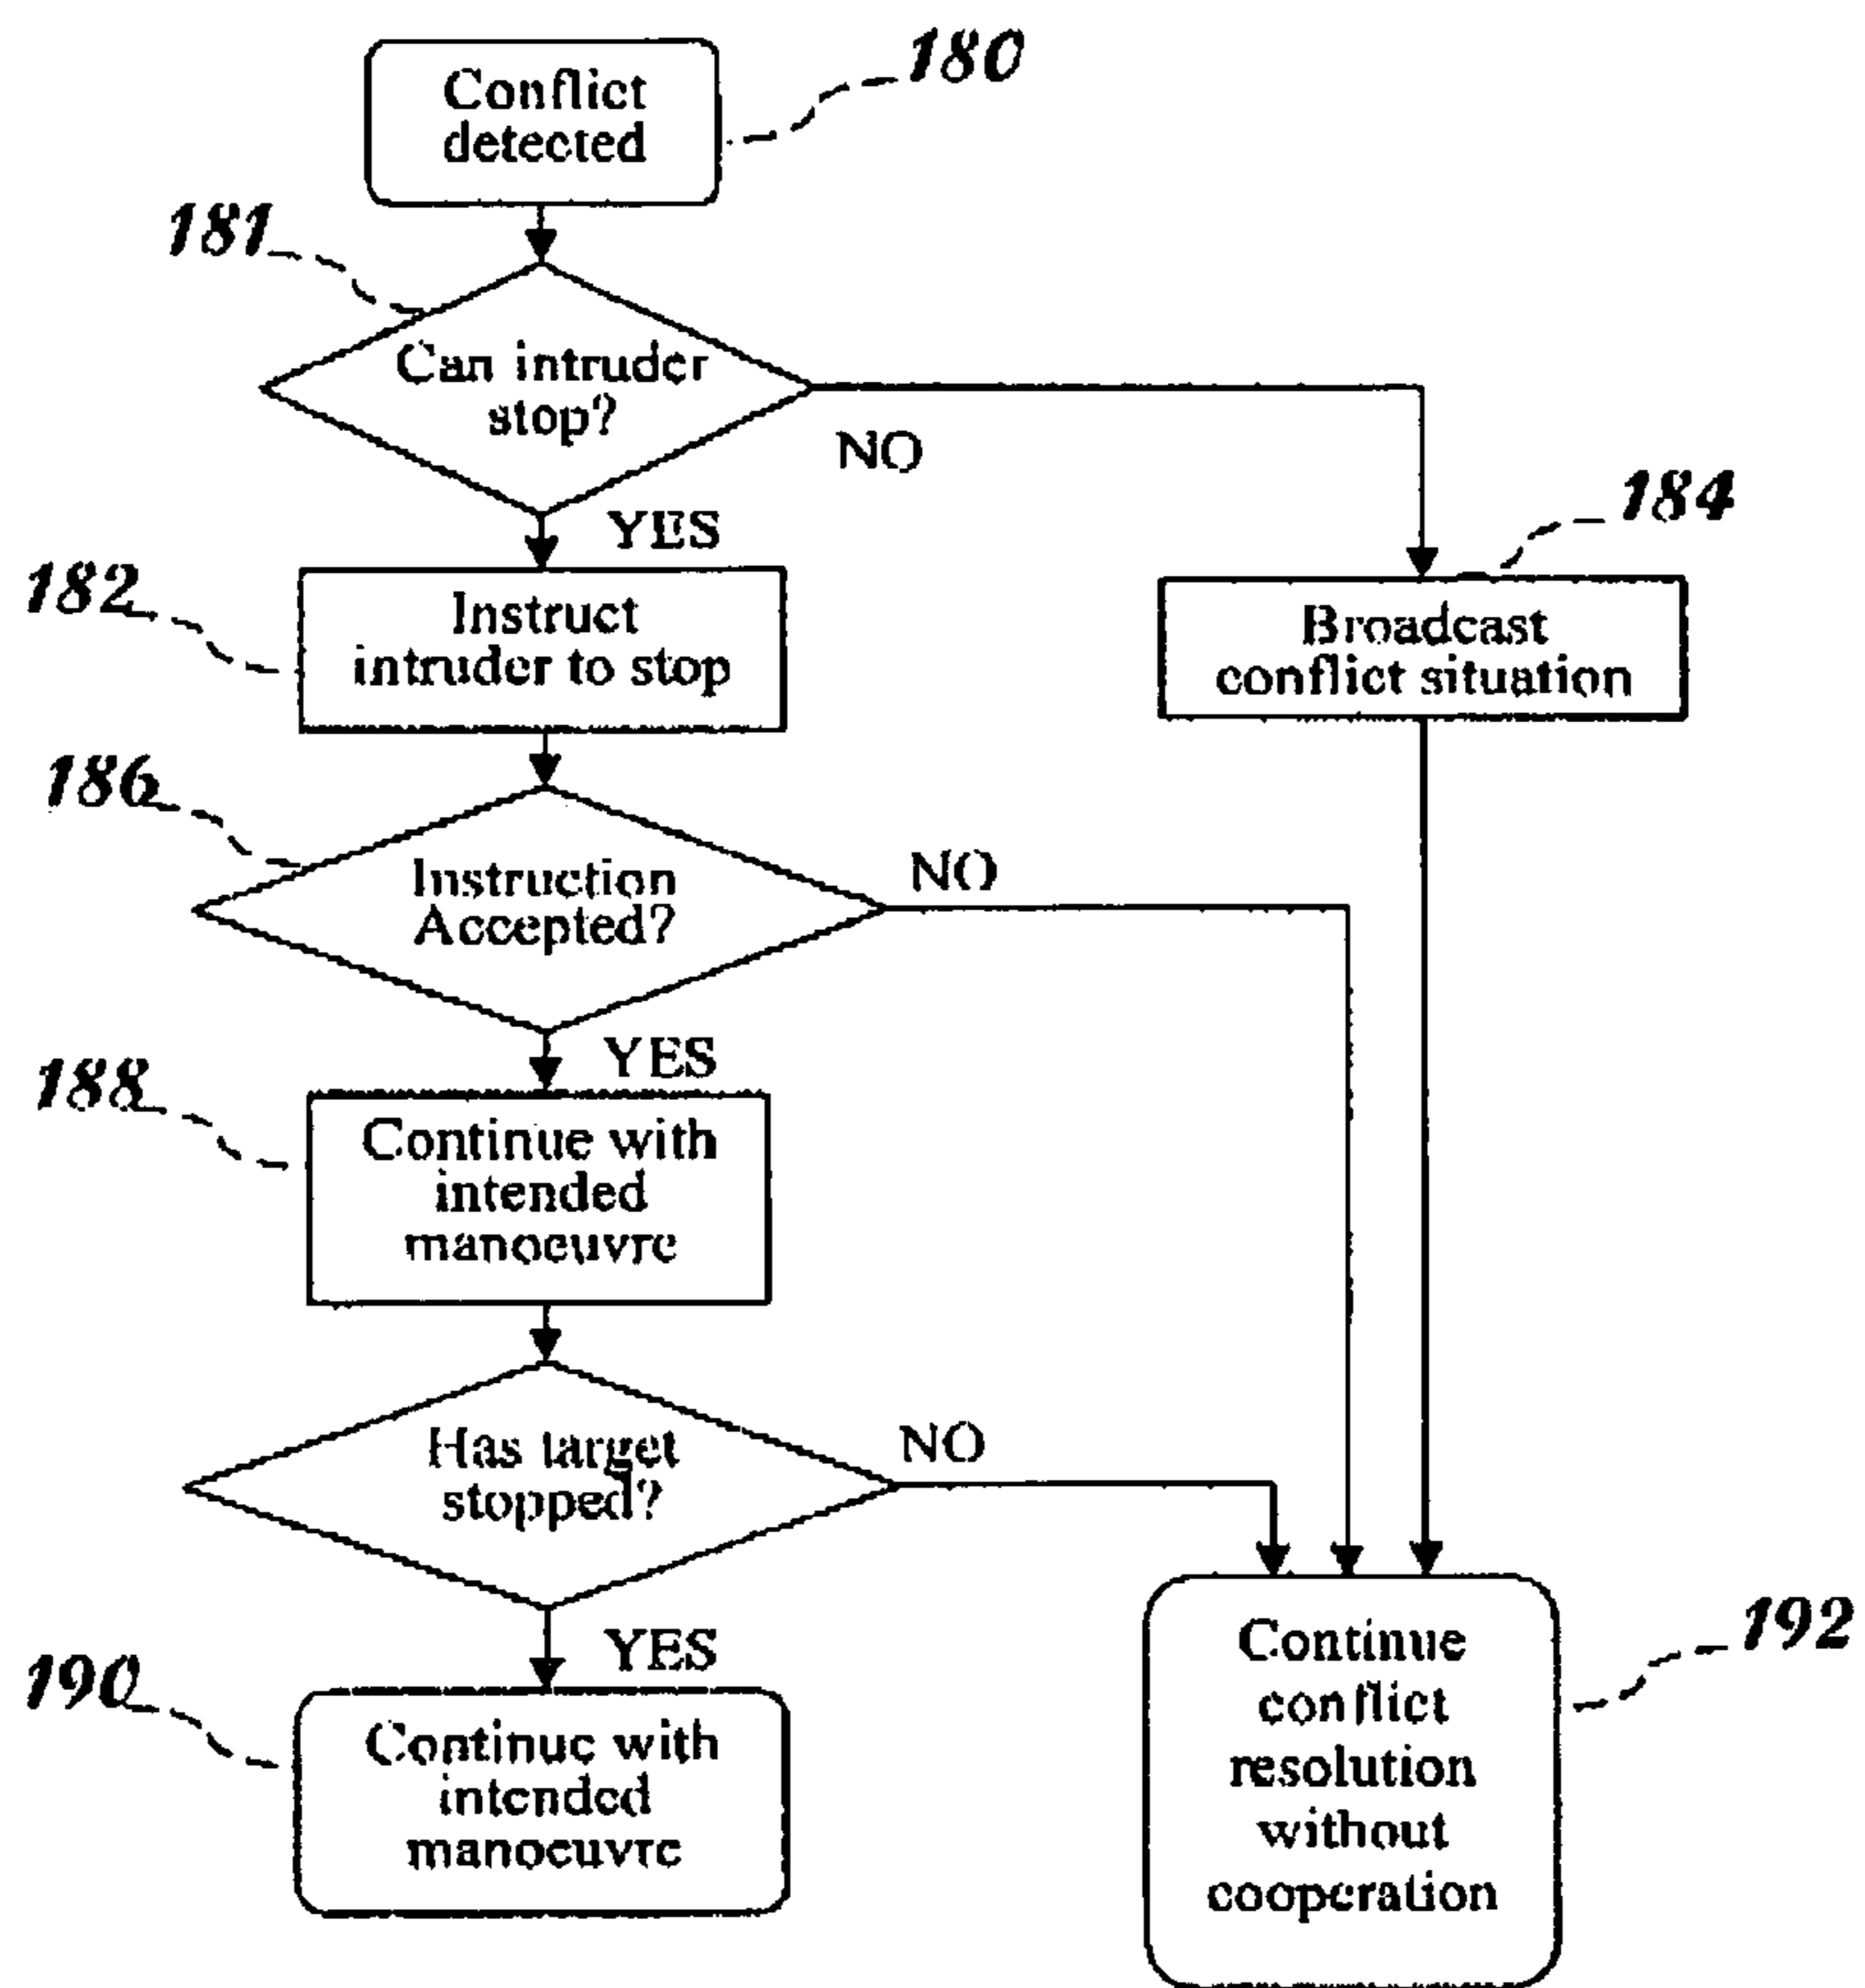 180
Conflict
detected
181
Can intruder
stop?
NO
YES
184
182
Instruct
intruder to stop
Broadcast
conflict situation
186
Instruction
Accepted?
NO
YES
188
Continue with
intended
manoeuvre
Has target
stopped?
NO
YES
190
Continue with
intended
manoeuvre
192
Continue
conflict
resolution
without
cooperation